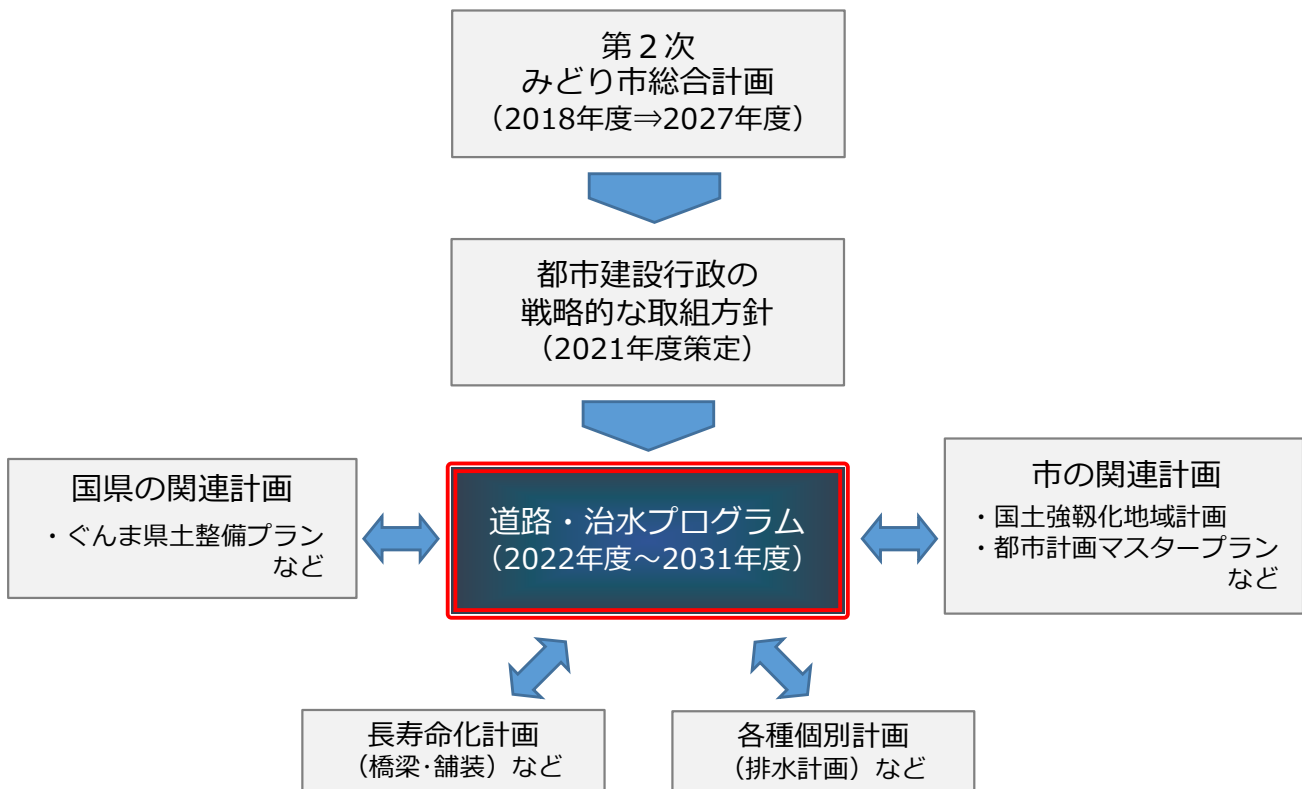 第２次
みどり市総合計画
（2018年度⇒2027年度）
都市建設行政の
戦略的な取組方針
（2021年度策定）
国県の関連計画
・ぐんま県土整備プラン
など
道路・治水プログラム
（2022年度～2031年度）
市の関連計画
・国土強靱化地域計画
・都市計画マスタープラン
など
長寿命化計画
（橋梁･舗装）など
各種個別計画
（排水計画）など